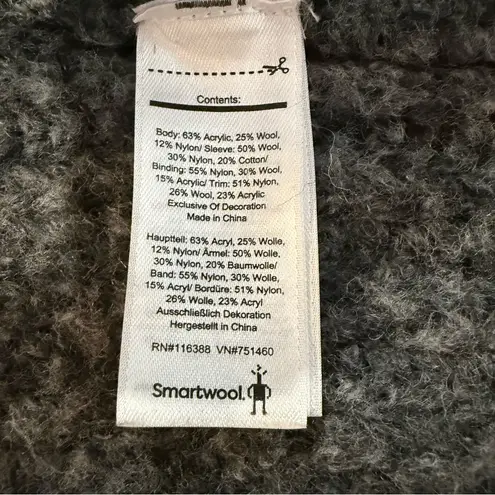 Contents:
Body: 63% Acrylic, 25% Wool,
12% Nylon/ Sleeve: 50% Wool,
30% Nylon, 20% Cotton/
Binding: 55% Nylon, 30% Wool,
15% Acrylic/ Trim: 51% Nylon,
26% Wool, 23% Acrylic
Exclusive Of Decoration
Made in China
Hauptteil: 63% Acryl, 25% Wolle,
12% Nylon/ Ärmel: 50% Wolle,
30% Nylon, 20% Baumwolle/
Band: 55% Nylon, 30% Wolle,
15% Acryl/ Bordüre: 51% Nylon,
26% Wolle, 23% Acryl
Ausschließlich Dekoration
Hergestellt in China
RN#116388 VN#751460
Smartwool.